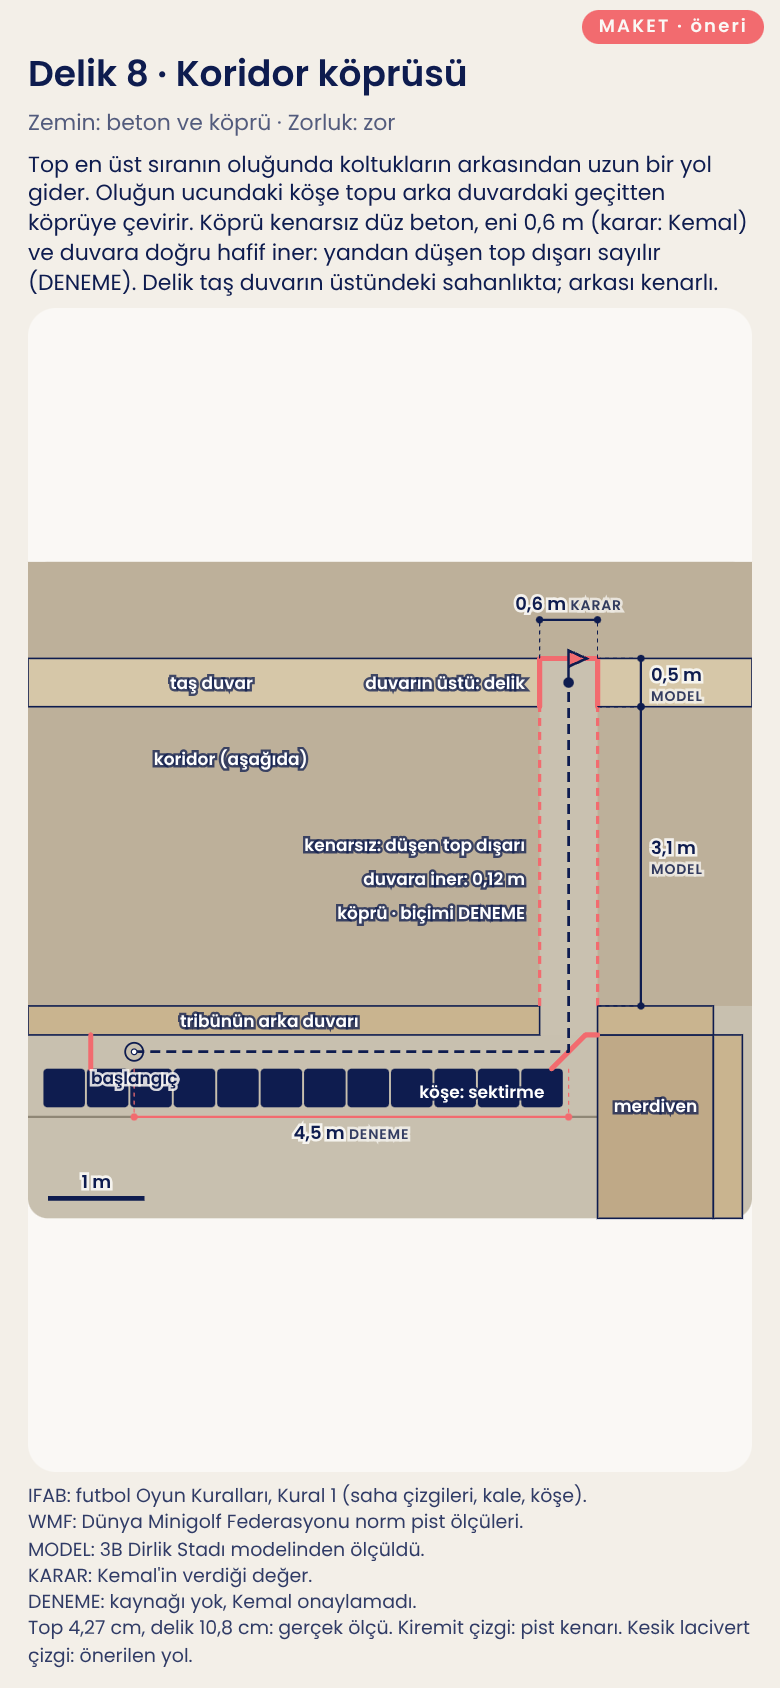 MAKET · öneri
Delik 8 · Koridor köprüsü
Zemin: beton ve köprü · Zorluk: zor
Top en üst sıranın oluğunda koltukların arkasından uzun bir yol
gider. Oluğun ucundaki köşe topu arka duvardaki geçitten
köprüye çevirir. Köprü kenarsız düz beton, eni 0,6 m (karar: Kemal)
ve duvara doğru hafif iner: yandan düşen top dışarı sayılır
(DENEME). Delik taş duvarın üstündeki sahanlıkta; arkası kenarlı.
0,6 m KARAR
taş duvar
duvarın üstü: delik
0,5 m
MODEL
koridor (aşağıda)
kenarsız: düşen top dışarı
3,1 m
MODEL
duvara iner: 0,12 m
köprü · biçimi DENEME
tribünün arka duvarı
başlangıç
köşe: sektirme
merdiven
4,5 m DENEME
1 m
IFAB: futbol Oyun Kuralları, Kural 1 (saha çizgileri, kale, köşe).
WMF: Dünya Minigolf Federasyonu norm pist ölçüleri.
MODEL: 3B Dirlik Stadı modelinden ölçüldü.
KARAR: Kemal'in verdiği değer.
DENEME: kaynağı yok, Kemal onaylamadı.
Top 4,27 cm, delik 10,8 cm: gerçek ölçü. Kiremit çizgi: pist kenarı. Kesik lacivert
çizgi: önerilen yol.